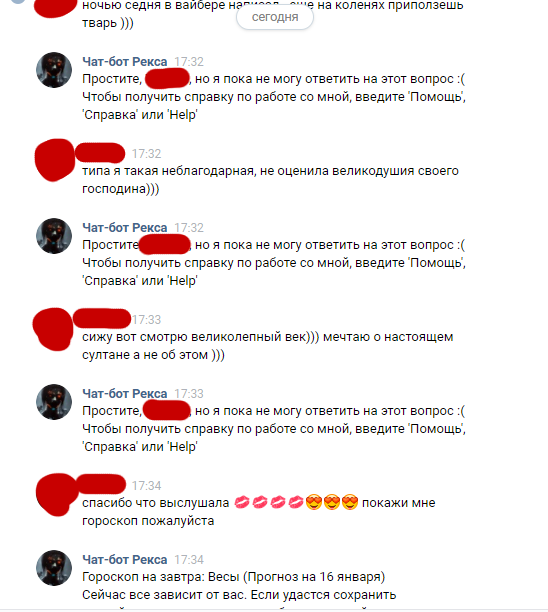 ночью седня в вайбере написал еще на коленях приползешь
сегодня
тварь )))
Чат-бот Рекса 17:32
Простите, , но я пока не могу ответить на этот вопрос :(
Чтобы получить справку по работе со мной, введите 'Помощь',
'Справка' или 'Help'
17:32
типа я такая неблагодарная, не оценила великодушия своего
господина)))
Чат-бот Рекса 17:32
Простите, но я пока не могу ответить на этот вопрос :(
Чтобы получить справку по работе со мной, введите 'Помощь',
'Справка' или 'Help'
17:33
сижу вот смотрю великолепный век))) мечтаю о настоящем
султане а не об этом )))
Чат-бот Рекса 17:33
Простите, , но я пока не могу ответить на этот вопрос :(
Чтобы получить справку по работе со мной, введите 'Помощь',
'Справка' или 'Help'
17:34
спасибо что выслушала 💋💋💋💋😍😍😍 покажи мне
гороскоп пожалуйста
Чат-бот Рекса 17:34
Гороскоп на завтра: Весы (Прогноз на 16 января)
Сейчас все зависит от вас. Если удастся сохранить